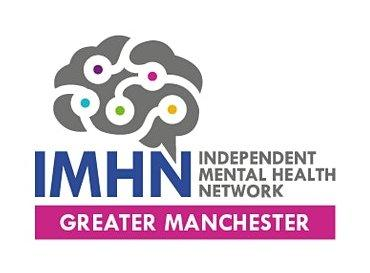 IMHN
INDEPENDENT
MENTAL HEALTH
NETWORK
GREATER MANCHESTER